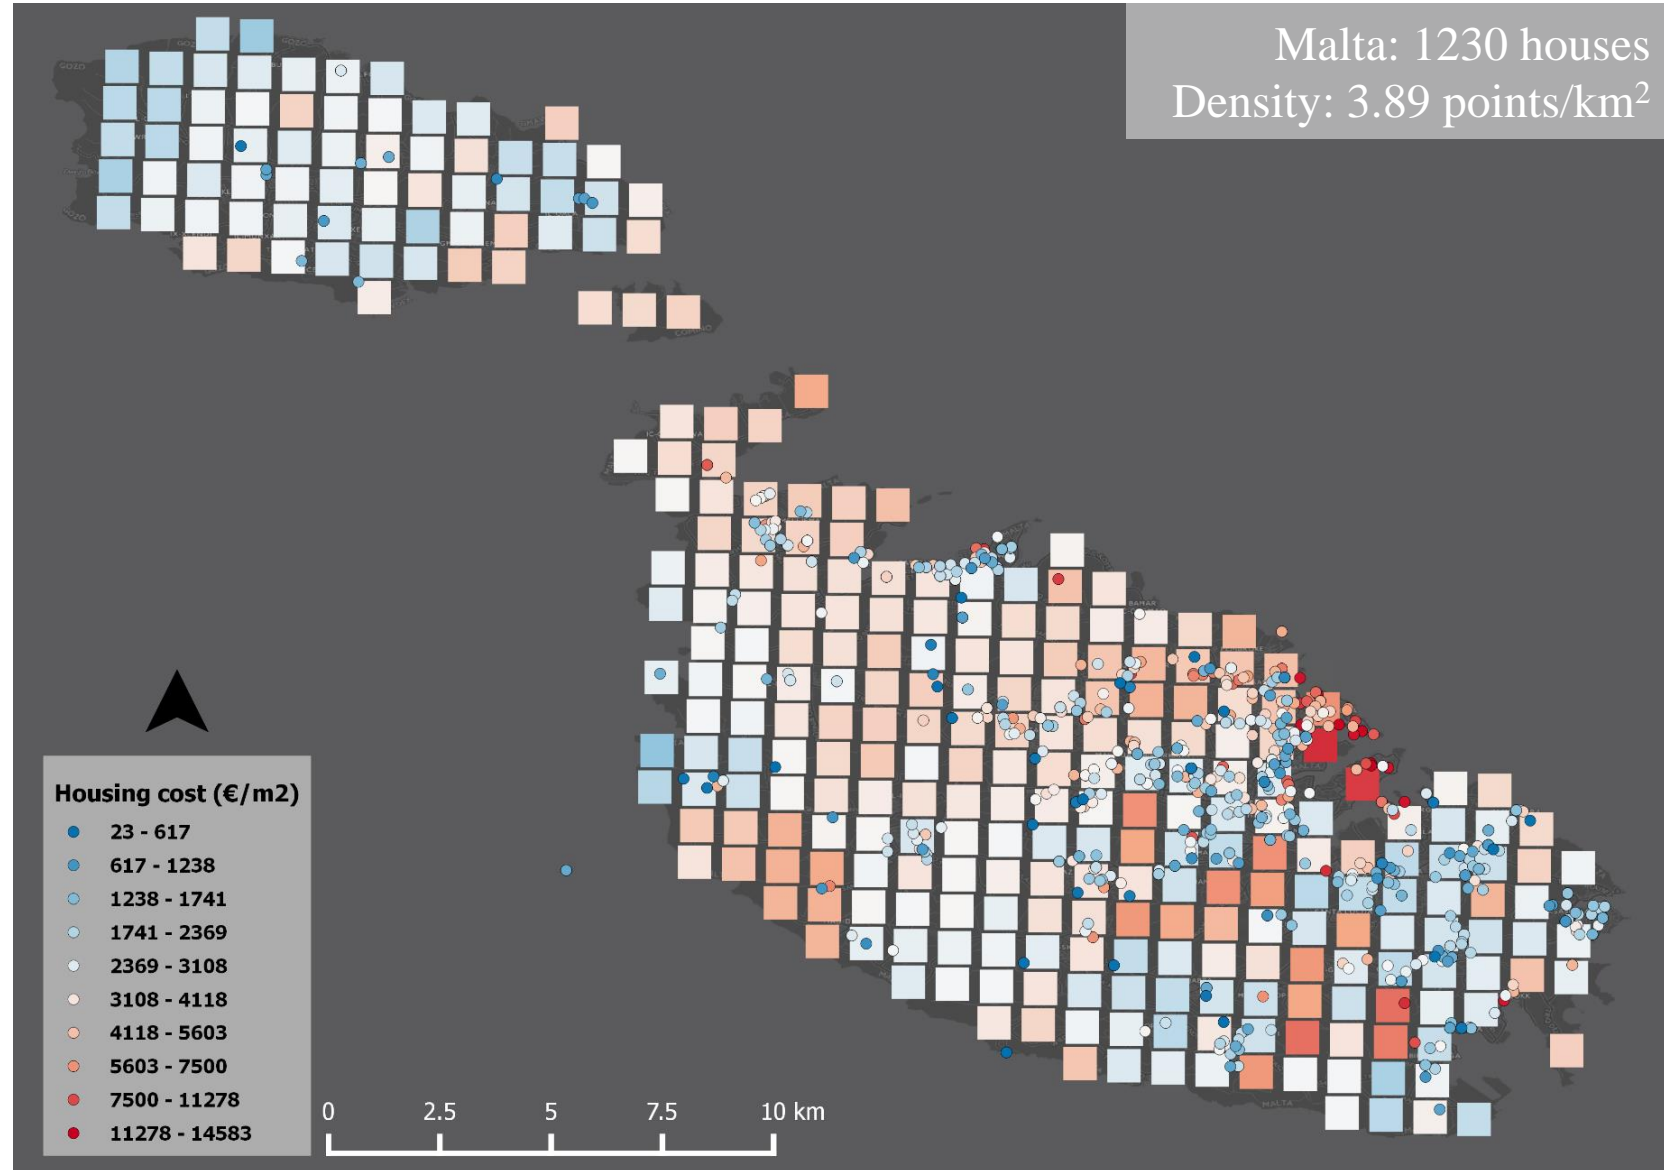 Malta: 1230 houses
Density: 3.89 points/km²
Housing cost (€/m2)
23 - 617
617 - 1238
1238 - 1741
1741 - 2369
2369 - 3108
3108 - 4118
4118 - 5603
5603 - 7500
7500 - 11278
11278 - 14583
0 2.5 5 7.5 10 km